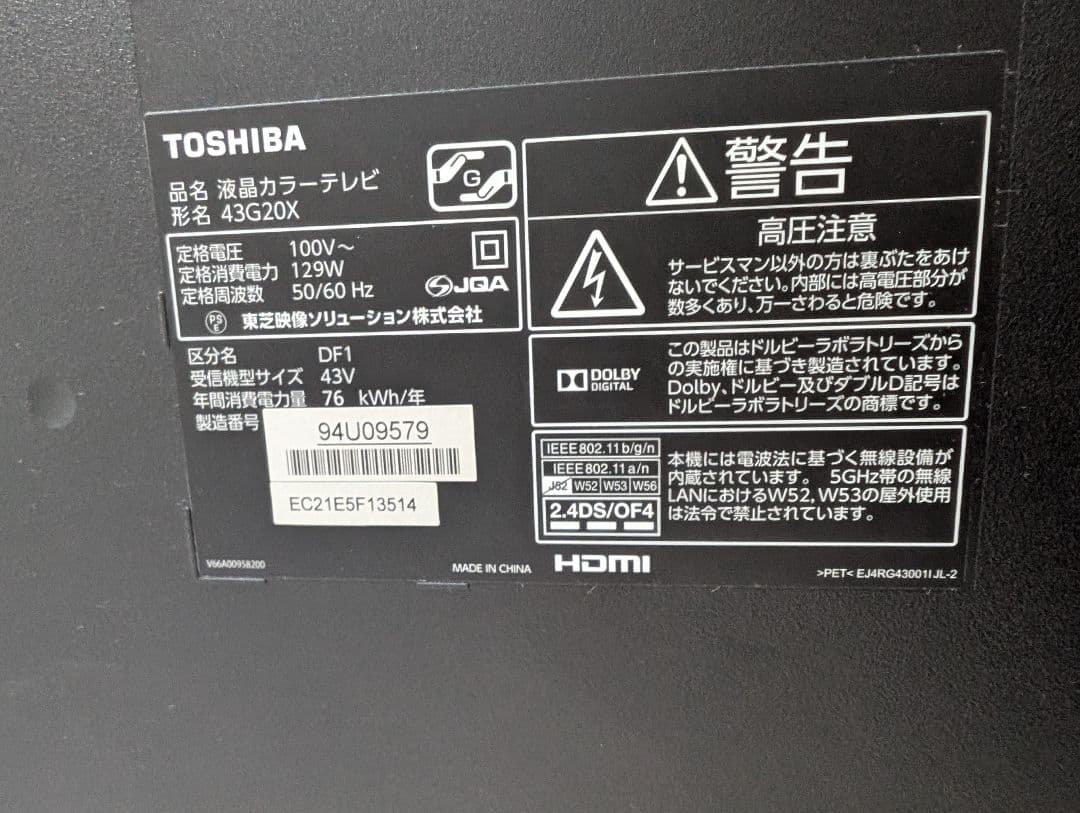 TOSHIBA
品名 液晶カラーテレビ
形名 43G20X
G
定格電圧 100V～
定格消費電力 129W
定格周波数 50/60 Hz
JQA
PS
E
東芝映像ソリューション株式会社
区分名 DF1
受信機型サイズ 43V
年間消費電力量 76 kWh/年
製造番号
94U09579
EC21E5F13514
V66A0095B200
MADE IN CHINA
警告
高圧注意
サービスマン以外の方は裏ぶたをあけ
ないでください。内部には高電圧部分が
数多くあり、万一さわると危険です。
DOLBY
DIGITAL
この製品はドルビーラボラトリーズから
の実施権に基づき製造されています。
Dolby、ドルビー及びダブルD記号は
ドルビーラボラトリーズの商標です。
IEEE802.11b/g/n
IEEE802.11a/n
J52 W52 W53 W56
2.4DS/OF4
本機には電波法に基づく無線設備が
内蔵されています。 5GHz帯の無線
LANにおけるW52, W53の屋外使用
は法令で禁止されています。
HDMI
>PET< EJ4RG43001I JL-2